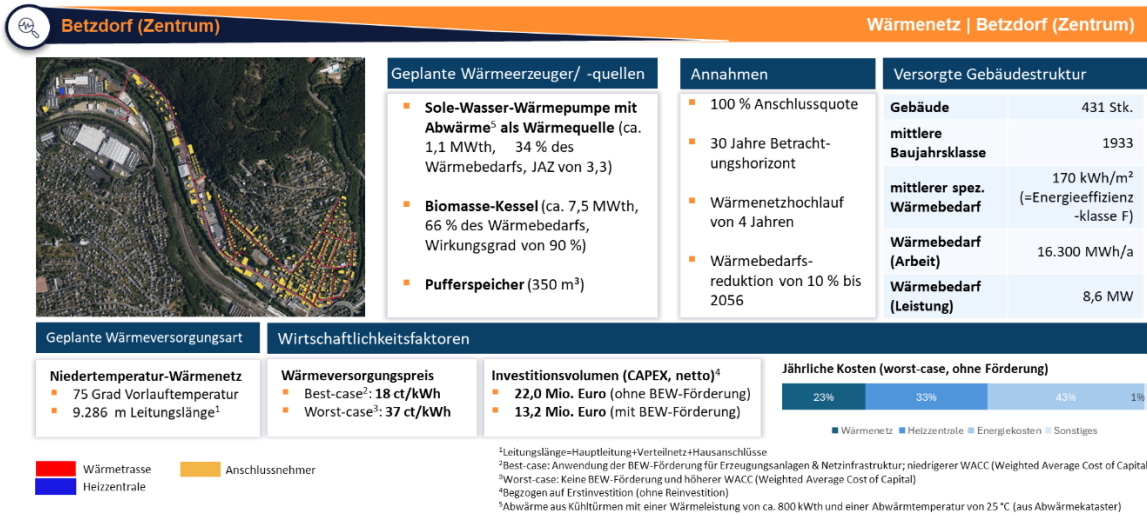 Betzdorf (Zentrum)
Wärmenetz | Betzdorf (Zentrum)
Geplante Wärmeerzeuger/ -quellen
▪ Sole-Wasser-Wärmepumpe mit
Abwärme⁵ als Wärmequelle (ca.
1,1 MWth, 34 % des
Wärmebedarfs, JAZ von 3,3)
▪ Biomasse-Kessel (ca. 7,5 MWth,
66 % des Wärmebedarfs,
Wirkungsgrad von 90 %)
▪ Pufferspeicher (350 m³)
Annahmen
▪ 100 % Anschlussquote
▪ 30 Jahre Betracht-
ungshorizont
▪ Wärmenetzhochlauf
von 4 Jahren
▪ Wärmebedarfs-
reduktion von 10 % bis
2056
Versorgte Gebäudestruktur
Gebäude 431 Stk.
mittlere
Baujahrsklasse 1933
mittlerer spez.
Wärmebedarf
170 kWh/m²
(=Energieeffizienz
-klasse F)
Wärmebedarf
(Arbeit) 16.300 MWh/a
Wärmebedarf
(Leistung) 8,6 MW
Geplante Wärmeversorgungsart
Niedertemperatur-Wärmenetz
▪ 75 Grad Vorlauftemperatur
▪ 9.286 m Leitungslänge¹
Wirtschaftlichkeitsfaktoren
Wärmeversorgungspreis
▪ Best-case²: 18 ct/kWh
▪ Worst-case³: 37 ct/kWh
Investitionsvolumen (CAPEX, netto)⁴
▪ 22,0 Mio. Euro (ohne BEW-Förderung)
▪ 13,2 Mio. Euro (mit BEW-Förderung)
Jährliche Kosten (worst-case, ohne Förderung)
23% 33% 43% 1%
Wärmenetz Heizzentrale Energiekosten Sonstiges
Wärmetrasse
Heizzentrale
Anschlussnehmer
¹Leitungslänge=Hauptleitung+Verteilnetz+Hausanschlüsse
²Best-case: Anwendung der BEW-Förderung für Erzeugungsanlagen & Netzinfrastruktur; niedrigerer WACC (Weighted Average Cost of Capital
³Worst-case: Keine BEW-Förderung und höherer WACC (Weighted Average Cost of Capital)
⁴Begzogen auf Erstinvestition (ohne Reinvestition)
⁵Abwärme aus Kühltürmen mit einer Wärmeleistung von ca. 800 kWth und einer Abwärmtemperatur von 25 °C (aus Abwärmekataster)